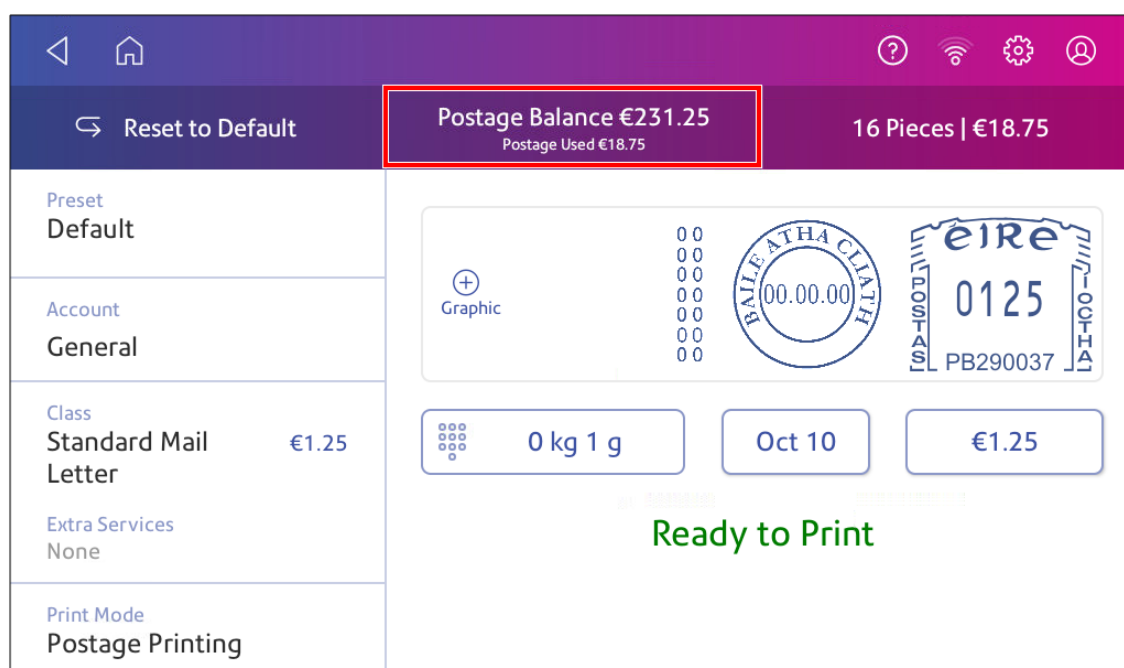 Reset to Default
Postage Balance €231.25
Postage Used €18.75
16 Pieces | €18.75
Preset
Default
Account
General
Class
Standard Mail €1.25
Letter
Extra Services
None
Print Mode
Postage Printing
Graphic
00
00
00
00
00
00
00
BAILE ATHA CLIATH
00.00.00
éIRe
POSTAS
0125
IOCTHA
PB290037
0 kg 1 g
Oct 10
€1.25
Ready to Print